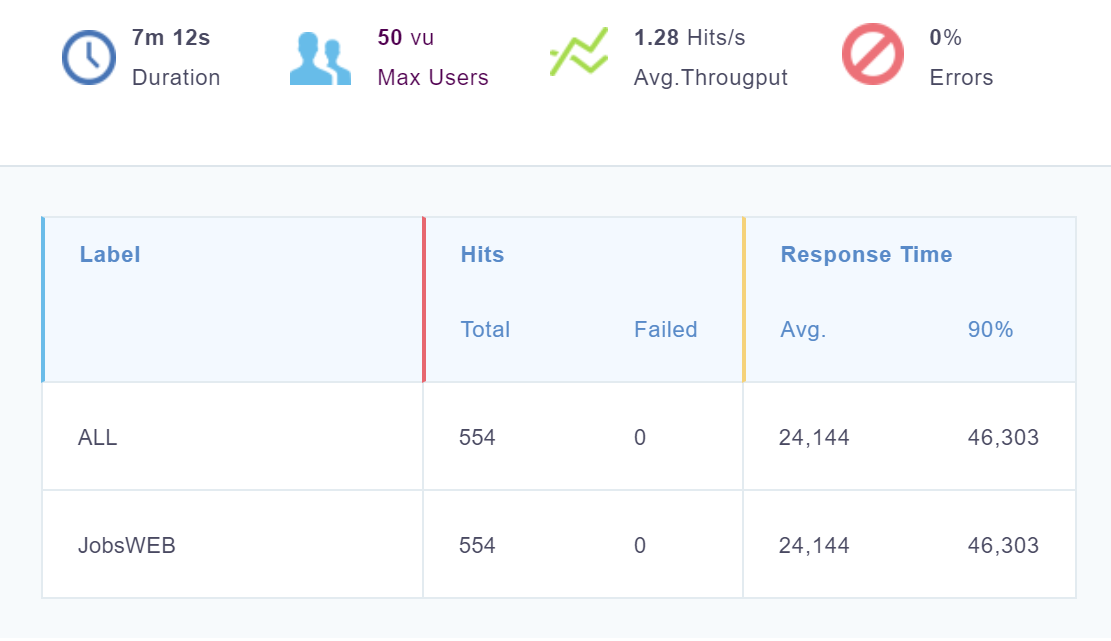 7m 12s
Duration
50 vu
Max Users
1.28 Hits/s
Avg.Througput
0%
Errors
Label Hits Response Time
Total Failed Avg. 90%
ALL 554 0 24,144 46,303
JobsWEB 554 0 24,144 46,303